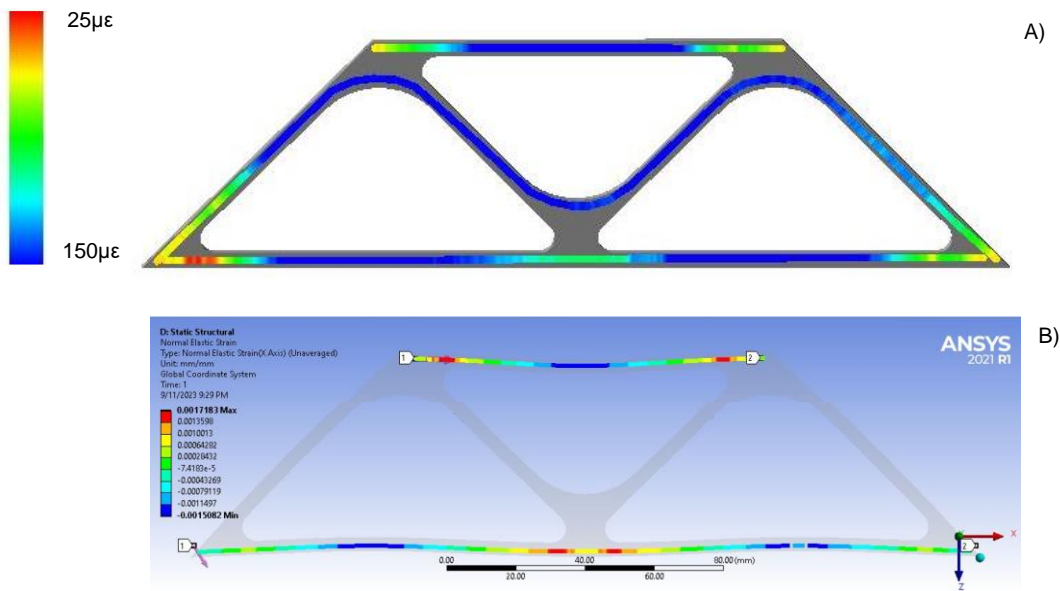 25µε
A)
150µε
B)
D: Static Structural
Normal Elastic Strain
Type: Normal Elastic Strain(X Axis) (Unaveraged)
Unit: mm/mm
Global Coordinate System
Time: 1
9/11/2023 9:29 PM
0.0017183 Max
0.0013598
0.0010013
0.00064282
0.00028432
-7.4183e-5
-0.00043269
-0.00079119
-0.0011497
-0.0015082 Min
1
2
ANSYS
2021 R1
1
2
X
Z
0.00
40.00
80.00 (mm)
20.00
60.00